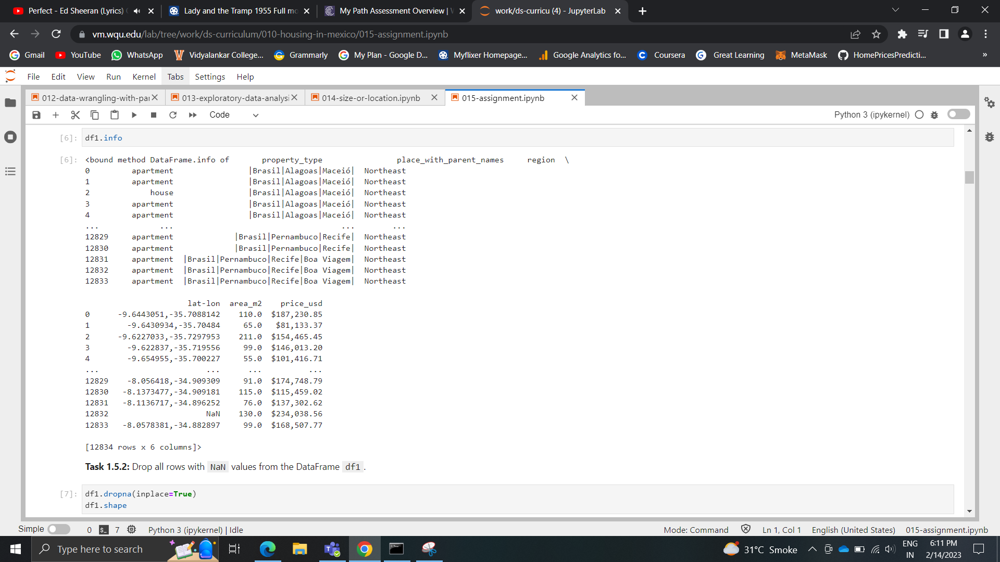 Perfect - Ed Sheeran (Lyrics)
Lady and the Tramp 1955 Full mo
My Path Assessment Overview |
work/ds-curricu (4) - JupyterLab
vm.wqu.edu/lab/tree/work/ds-curriculum/010-housing-in-mexico/015-assignment.ipynb
Gmail YouTube WhatsApp Vidyalankar College... Grammarly My Plan - Google D... Myflixer Homepage... Google Analytics fo... Coursera Great Learning MetaMask HomePricesPredicti... »
File Edit View Run Kernel Tabs Settings Help
012-data-wrangling-with-pa 013-exploratory-data-analysi 014-size-or-location.ipynb 015-assignment.ipynb
Code Python 3 (ipykernel)
[6]: df1.info
[6]: <bound method DataFrame.info of property_type place_with_parent_names region \
0 apartment |Brasil|Alagoas|Maceió| Northeast
1 apartment |Brasil|Alagoas|Maceió| Northeast
2 house |Brasil|Alagoas|Maceió| Northeast
3 apartment |Brasil|Alagoas|Maceió| Northeast
4 apartment |Brasil|Alagoas|Maceió| Northeast
... ... ... ...
12829 apartment |Brasil|Pernambuco|Recife| Northeast
12830 apartment |Brasil|Pernambuco|Recife| Northeast
12831 apartment |Brasil|Pernambuco|Recife|Boa Viagem| Northeast
12832 apartment |Brasil|Pernambuco|Recife|Boa Viagem| Northeast
12833 apartment |Brasil|Pernambuco|Recife|Boa Viagem| Northeast
lat-lon area_m2 price_usd
0 -9.6443051,-35.7088142 110.0 $187,230.85
1 -9.6430934,-35.70484 65.0 $81,133.37
2 -9.6227033,-35.7297953 211.0 $154,465.45
3 -9.622837,-35.719556 99.0 $146,013.20
4 -9.654955,-35.700227 55.0 $101,416.71
... ... ... ...
12829 -8.056418,-34.909309 91.0 $174,748.79
12830 -8.1373477,-34.909181 115.0 $115,459.02
12831 -8.1136717,-34.896252 76.0 $137,302.62
12832 NaN 130.0 $234,038.56
12833 -8.0578381,-34.882897 99.0 $168,507.77
[12834 rows x 6 columns]>
Task 1.5.2: Drop all rows with NaN values from the DataFrame df1 .
[7]: df1.dropna(inplace=True)
df1.shape
Simple 0 $_ 7 Python 3 (ipykernel) | Idle Mode: Command Ln 1, Col 1 English (United States) 015-assignment.ipynb
Type here to search 31°C Smoke ENG IN 6:11 PM 2/14/2023